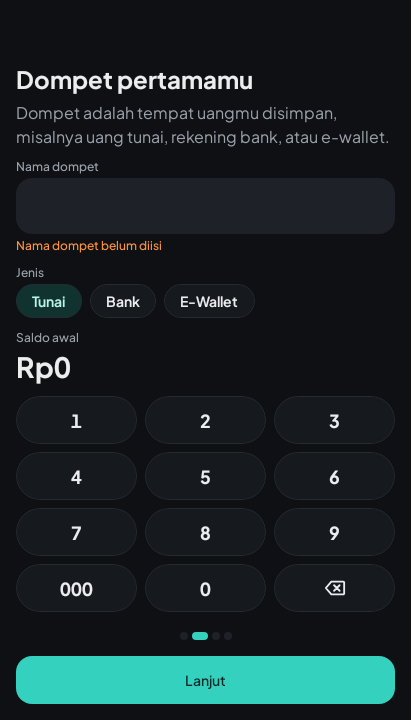 Dompet pertamamu
Dompet adalah tempat uangmu disimpan,
misalnya uang tunai, rekening bank, atau e-wallet.
Nama dompet
Nama dompet belum diisi
Jenis
Tunai Bank E-Wallet
Saldo awal
Rp0
1 2 3
4 5 6
7 8 9
000 0
Lanjut